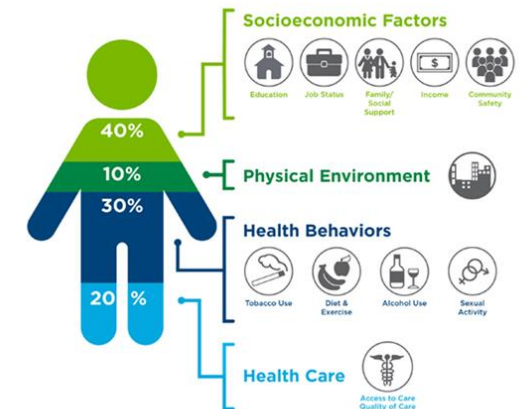 Socioeconomic Factors
$
Education
Job Status
Family/
Social
Support
Income
Community
Safety
40%
10%
Physical Environment
30%
Health Behaviors
Tobacco Use
Diet &
Exercise
Alcohol Use
Sexual
Activity
20 %
Health Care
Access to Care
Quality of Care